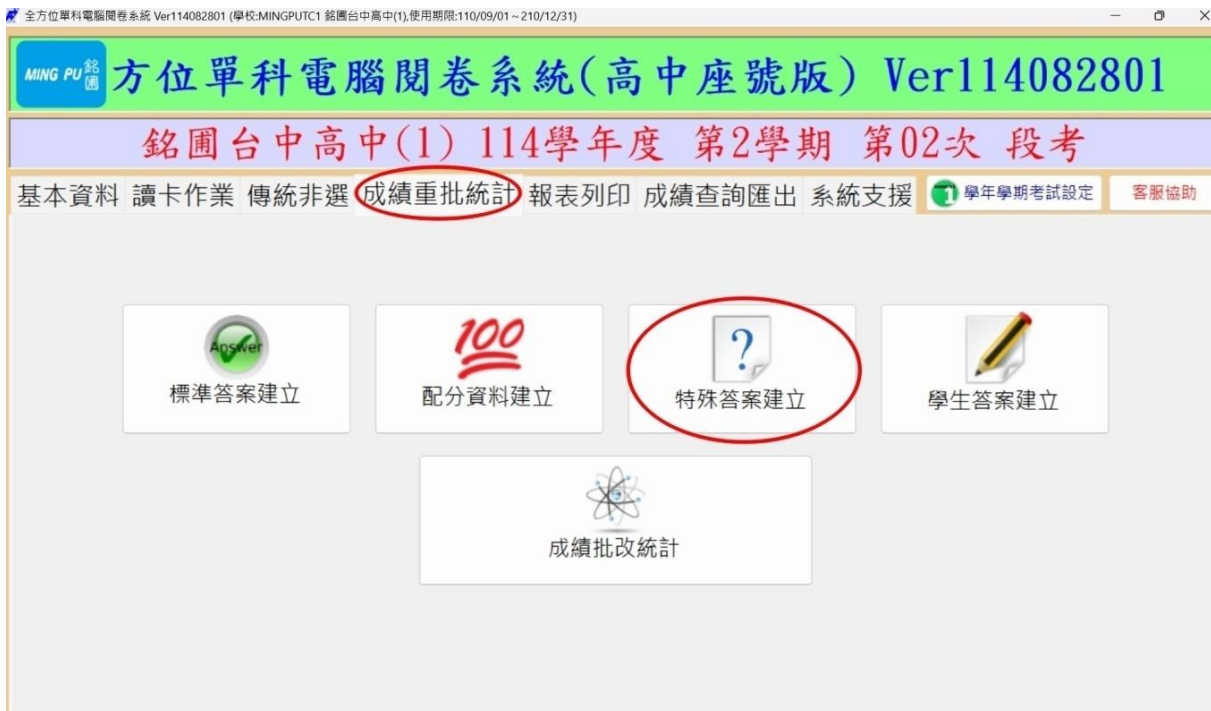 全方位單科電腦閱卷系統 Ver114082801 (學校:MINGPUTC1 銘圃台中高中(1),使用期限:110/09/01~210/12/31)
MING PU 銘圃 方位單科電腦閱卷系統(高中座號版) Ver114082801
銘圃台中高中(1) 114學年度 第2學期 第02次 段考
基本資料 讀卡作業 傳統非選 成績重批統計 報表列印 成績查詢匯出 系統支援 1 學年學期考試設定 客服協助
Answer 100 ?
標準答案建立 配分資料建立 特殊答案建立 學生答案建立
成績批改統計